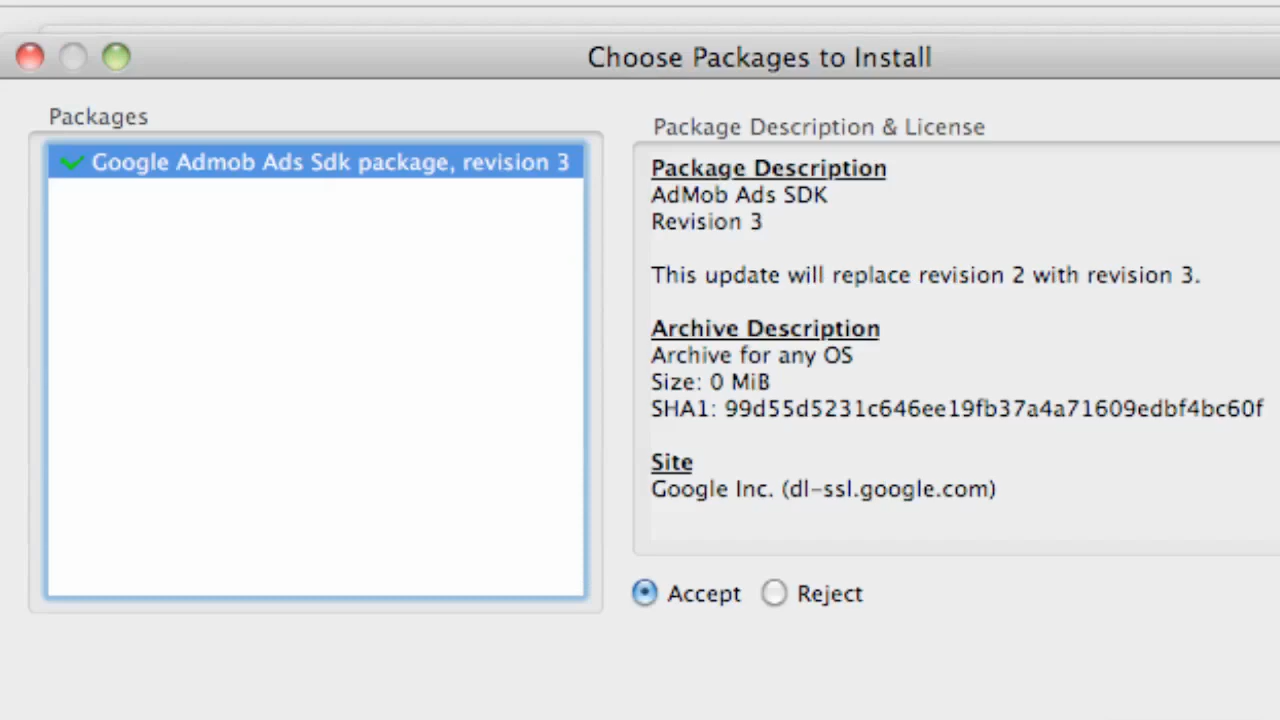 Choose Packages to Install
Packages
Google Admob Ads Sdk package, revision 3
Package Description & License
Package Description
AdMob Ads SDK
Revision 3
This update will replace revision 2 with revision 3.
Archive Description
Archive for any OS
Size: 0 MiB
SHA1: 99d55d5231c646ee19fb37a4a71609edbf4bc60f
Site
Google Inc. (dl-ssl.google.com)
Accept
Reject